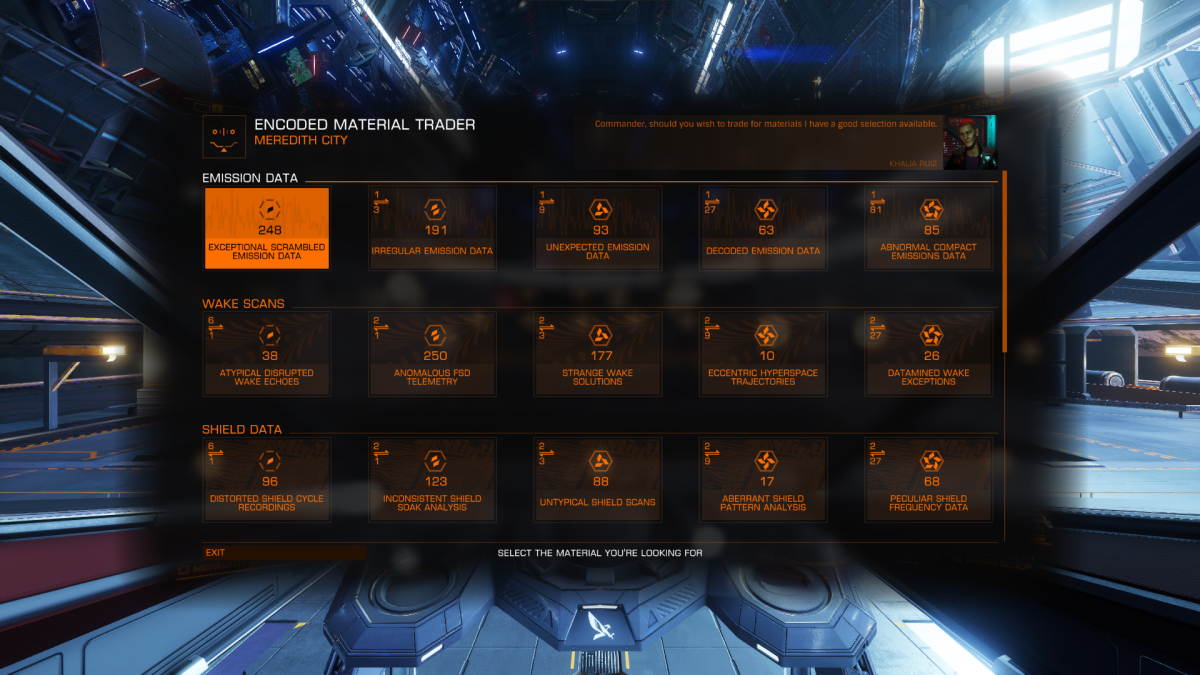 ENCODED MATERIAL TRADER
MEREDITH CITY
Commander, should you wish to trade for materials I have a good selection available.
KHALIA RUIZ
EMISSION DATA
248
EXCEPTIONAL SCRAMBLED
EMISSION DATA
1
3
191
IRREGULAR EMISSION DATA
1
9
93
UNEXPECTED EMISSION
DATA
1
27
63
DECODED EMISSION DATA
1
81
85
ABNORMAL COMPACT
EMISSIONS DATA
WAKE SCANS
6
1
38
ATYPICAL DISRUPTED
WAKE ECHOES
2
1
250
ANOMALOUS FSD
TELEMETRY
2
3
177
STRANGE WAKE
SOLUTIONS
2
9
10
ECCENTRIC HYPERSPACE
TRAJECTORIES
2
27
26
DATAMINED WAKE
EXCEPTIONS
SHIELD DATA
6
1
96
DISTORTED SHIELD CYCLE
RECORDINGS
2
1
123
INCONSISTENT SHIELD
SOAK ANALYSIS
2
3
88
UNTYPICAL SHIELD SCANS
2
9
17
ABERRANT SHIELD
PATTERN ANALYSIS
2
27
68
PECULIAR SHIELD
FREQUENCY DATA
EXIT
SELECT THE MATERIAL YOU'RE LOOKING FOR